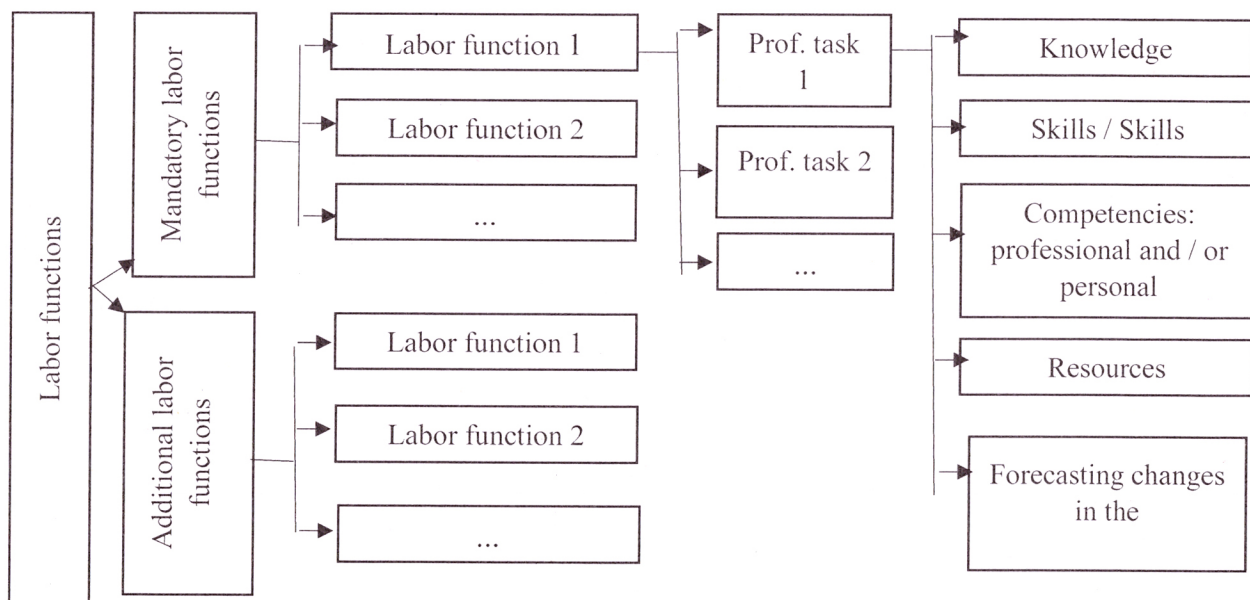 Labor functions
Mandatory labor
functions
Labor function 1
Labor function 2
...
Prof. task
1
Prof. task 2
...
Knowledge
Skills / Skills
Competencies:
professional and / or
personal
Resources
Forecasting changes
in the
Additional labor
functions
Labor function 1
Labor function 2
...